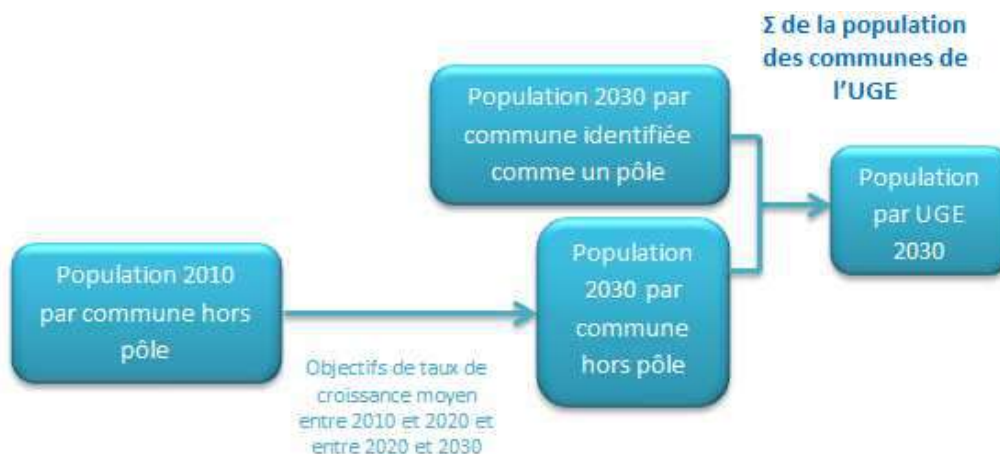 Σ de la population
des communes de
l'UGE
Population 2030 par
commune identifiée
comme un pôle
Population
par UGE
2030
Population
2030 par
commune
hors pôle
Population 2010
par commune hors
pôle
Objectifs de taux de
croissance moyen
entre 2010 et 2020 et
entre 2020 et 2030